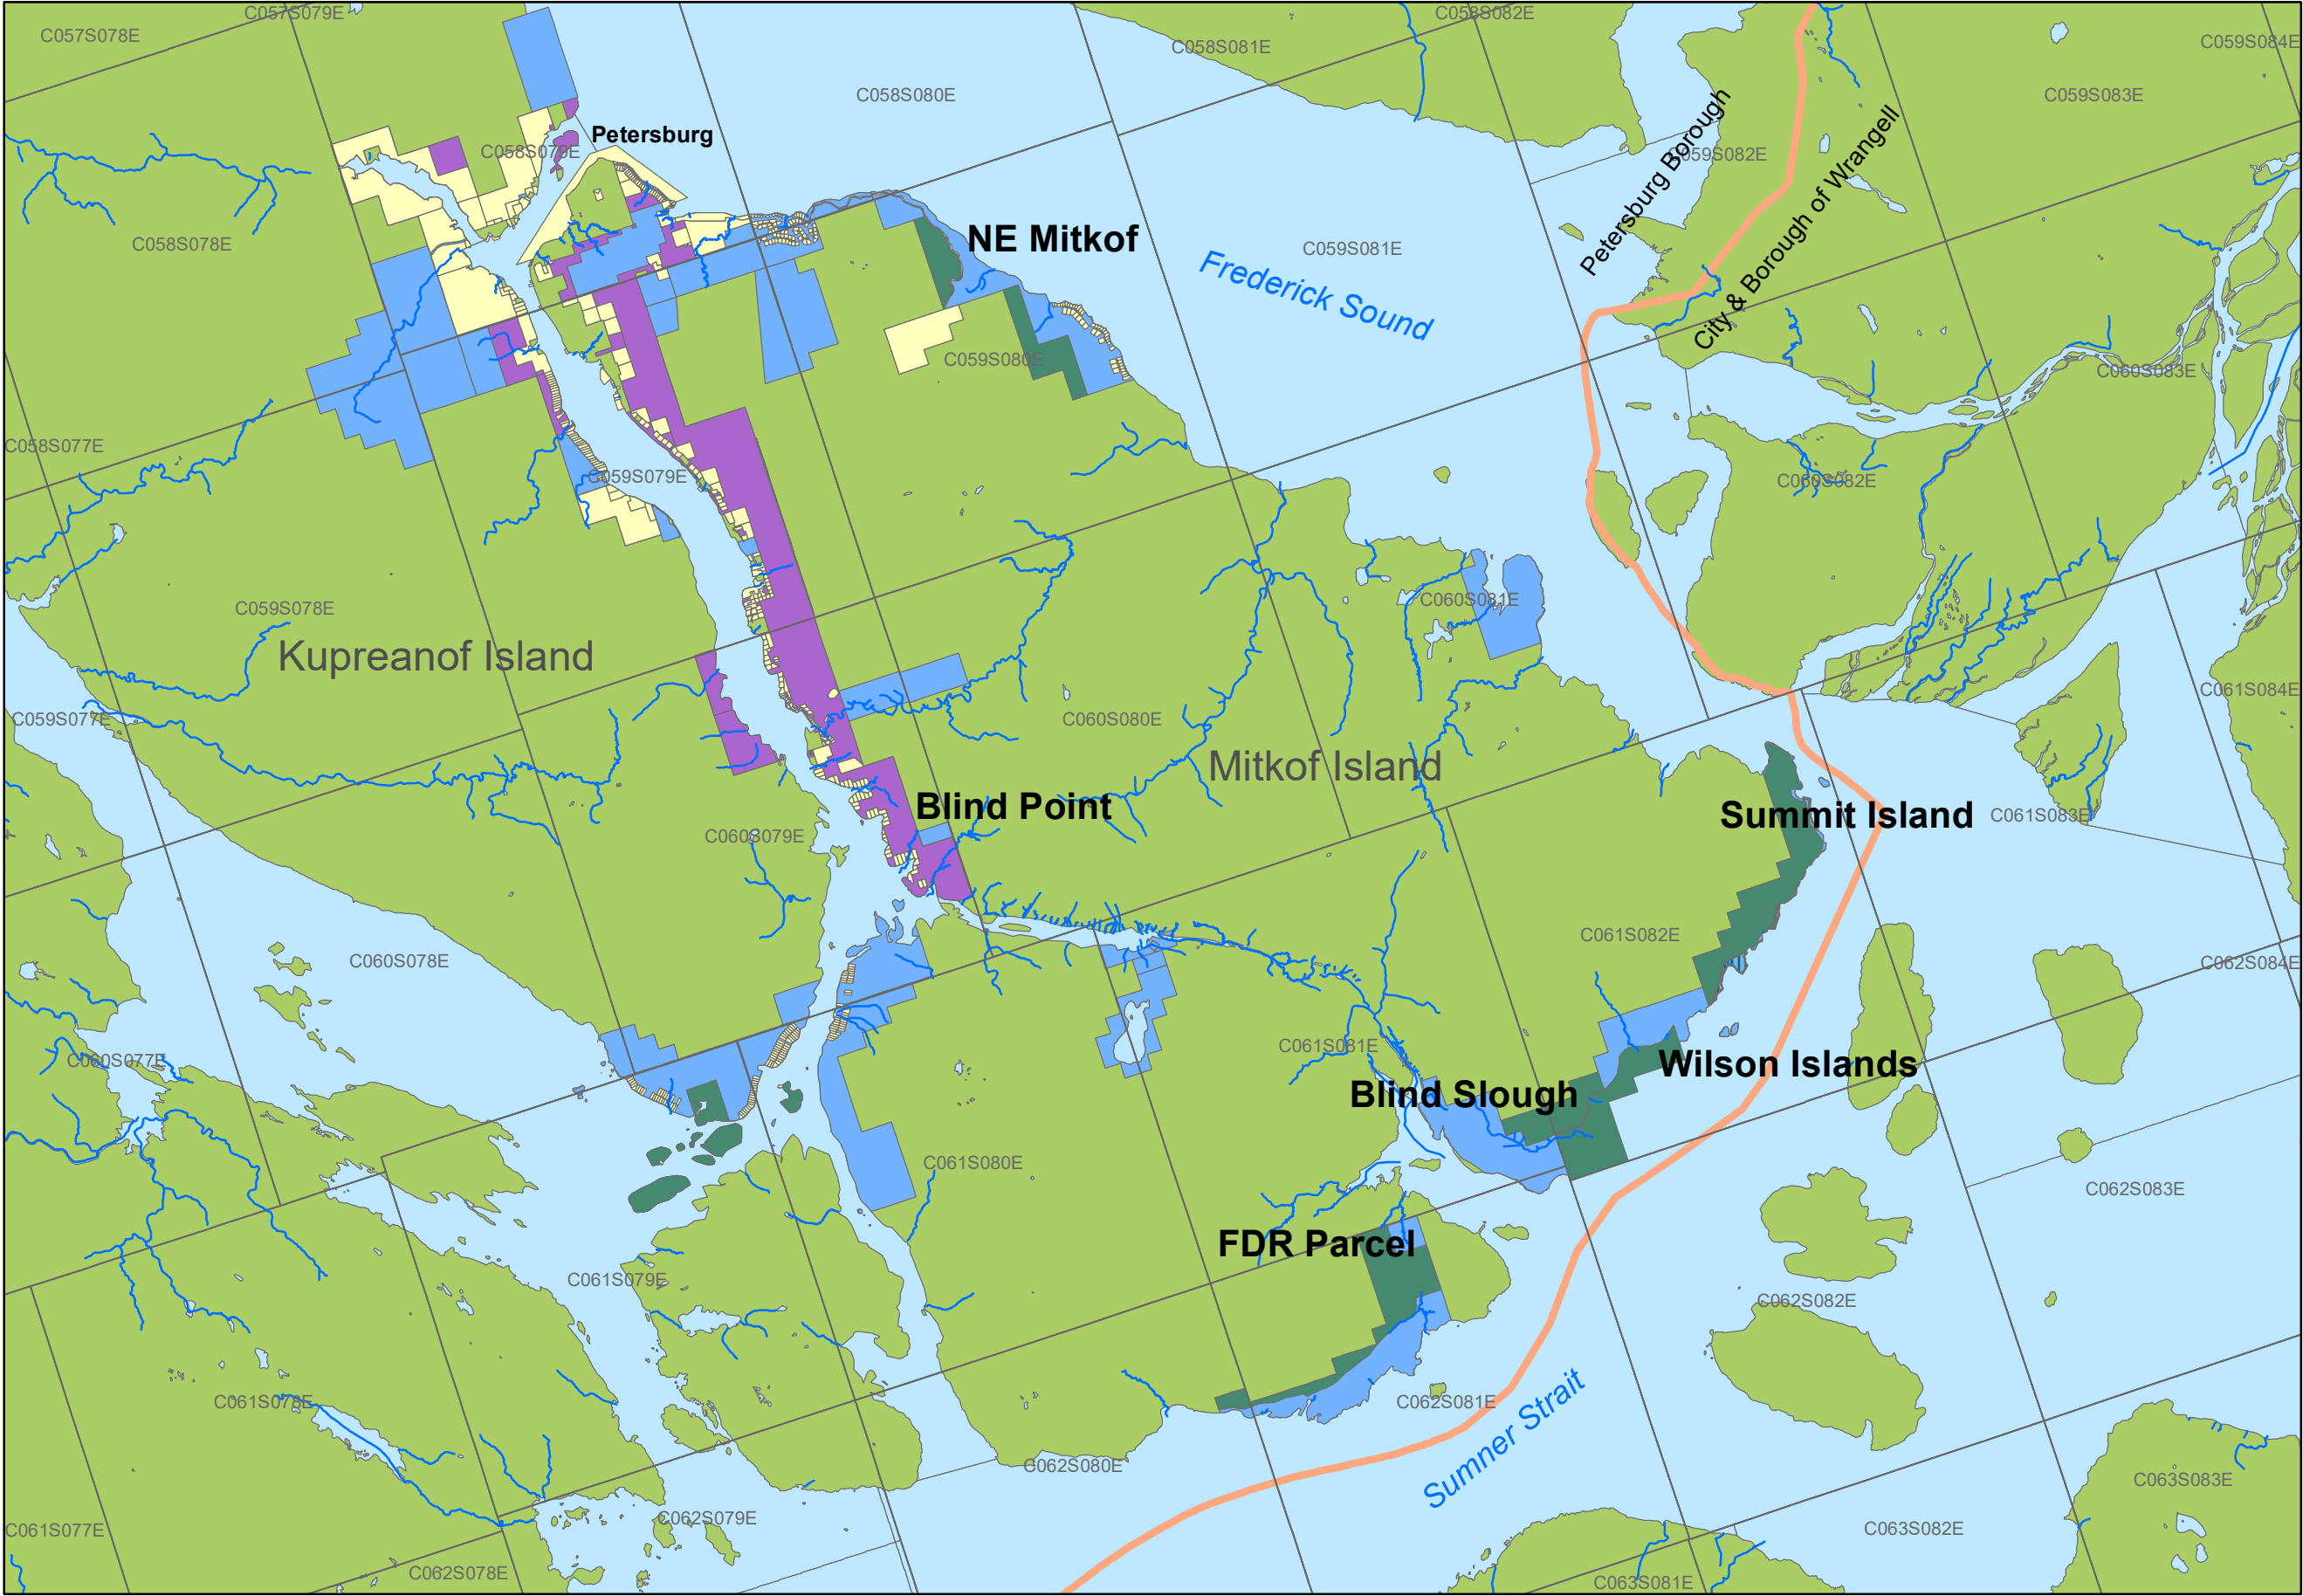 C057S079E
C058S082E
C057S078E
C058S081E
C059S084E
C058S080E
C059S083E
Petersburg
C058S079E
C059S082E
Petersburg Borough
City & Borough of Wrangell
C058S078E
NE Mitkof
C059S081E
Frederick Sound
C059S080E
C060S083E
C058S077E
C059S079E
C060S082E
C059S078E
C060S081E
Kupreanof Island
C061S084E
C059S077E
C060S080E
Mitkof Island
Blind Point
Summit Island
C061S083E
C060S079E
C061S082E
C060S078E
C062S084E
C061S081E
C060S077E
Wilson Islands
Blind Slough
C061S080E
C062S083E
FDR Parcel
C061S079E
C062S082E
C061S078E
C062S081E
Sumner Strait
C062S080E
C063S083E
C062S079E
C061S077E
C063S082E
C062S078E
C063S081E